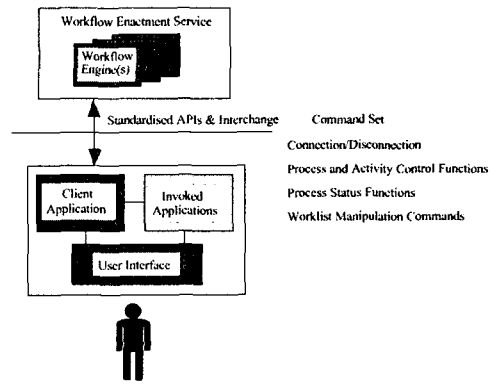 Workflow Enactment Service
Workflow
Engine(s)
Standardised APIs & Interchange
Command Set
Connection/Disconnection
Process and Activity Control Functions
Process Status Functions
Worklist Manipulation Commands
Client
Application
Invoked
Applications
User Interface